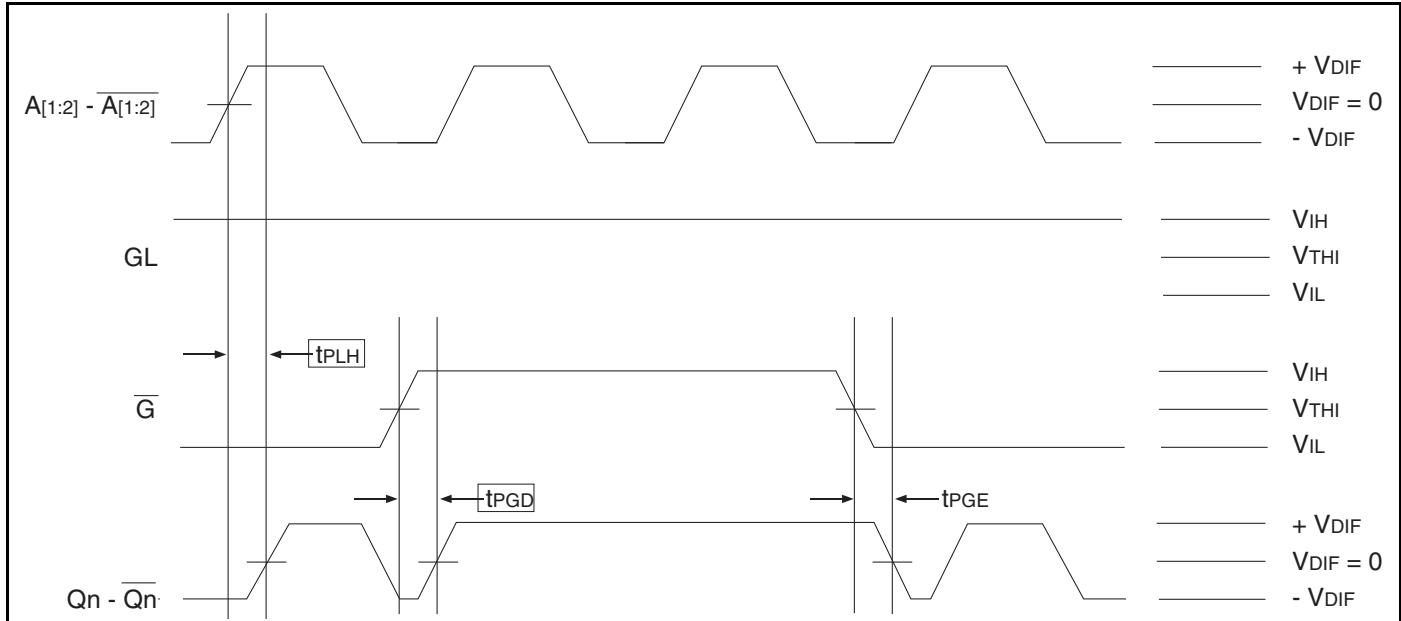 A[1:2] - A[1:2]
+ VDIF
VDIF = 0
- VDIF
GL
VIH
VTHI
VIL
tPLH
G
VIH
VTHI
VIL
tPGD
tPGE
Qn - Qn
+ VDIF
VDIF = 0
- VDIF